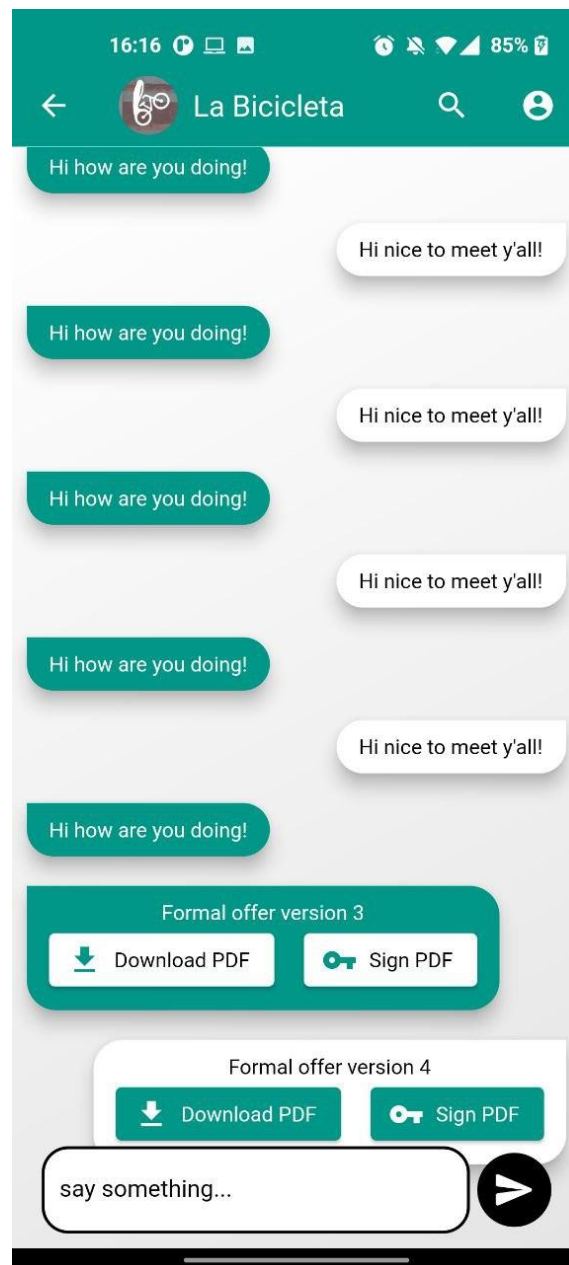 16:16 85%
La Bicicleta
Hi how are you doing!
Hi nice to meet y'all!
Hi how are you doing!
Hi nice to meet y'all!
Hi how are you doing!
Hi nice to meet y'all!
Hi how are you doing!
Hi nice to meet y'all!
Hi how are you doing!
Formal offer version 3
Download PDF Sign PDF
Formal offer version 4
Download PDF Sign PDF
say something...